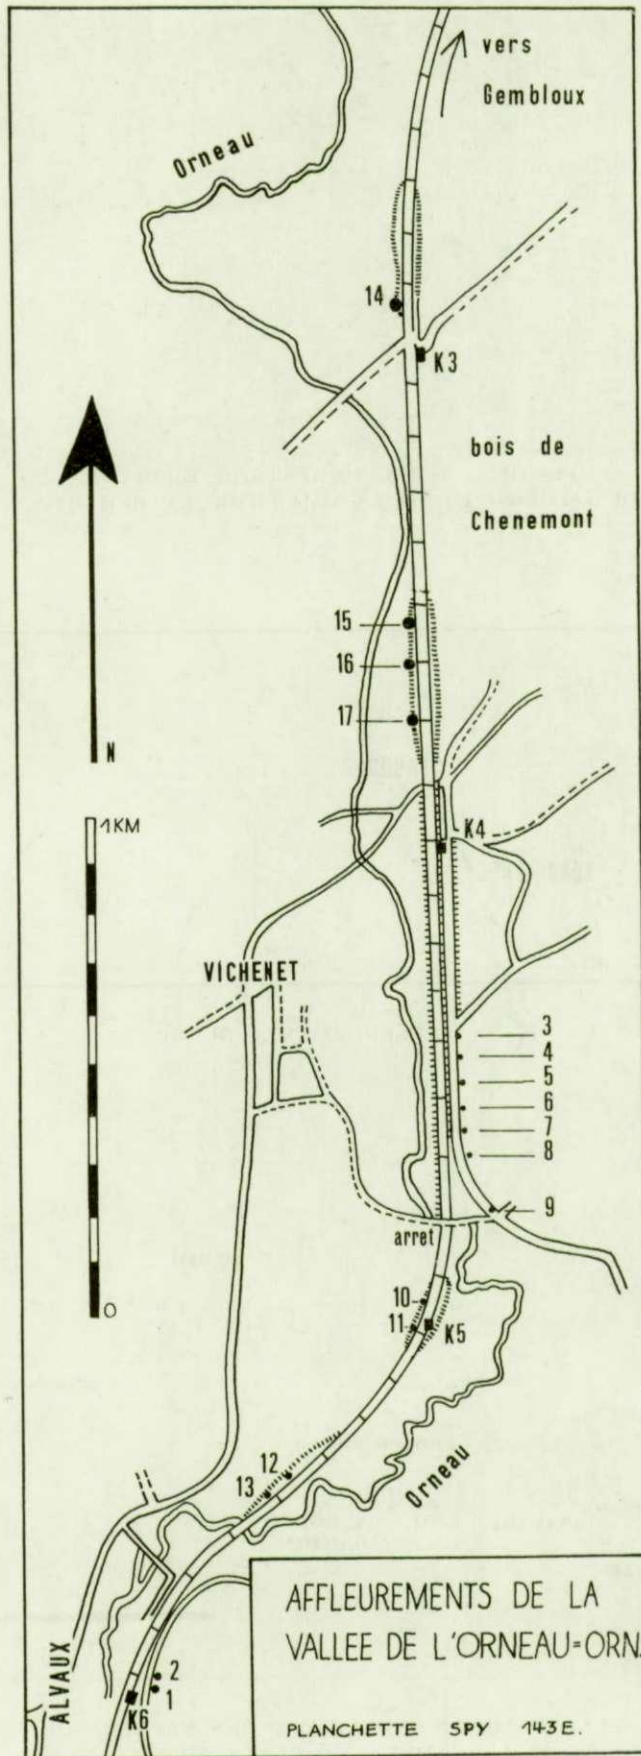 vers
Gembloux
Orneau
14
K3
bois de
Chenemont
15
16
17
N
1KM
K4
VICHENET
3
4
5
6
7
8
9
arret
10
11
K5
0
12
13
Orneau
ALVAUX
2
1
K6
AFFLEUREMENTS DE LA
VALLEE DE L'ORNEAU=ORN.
PLANCHETTE SPY 143E.